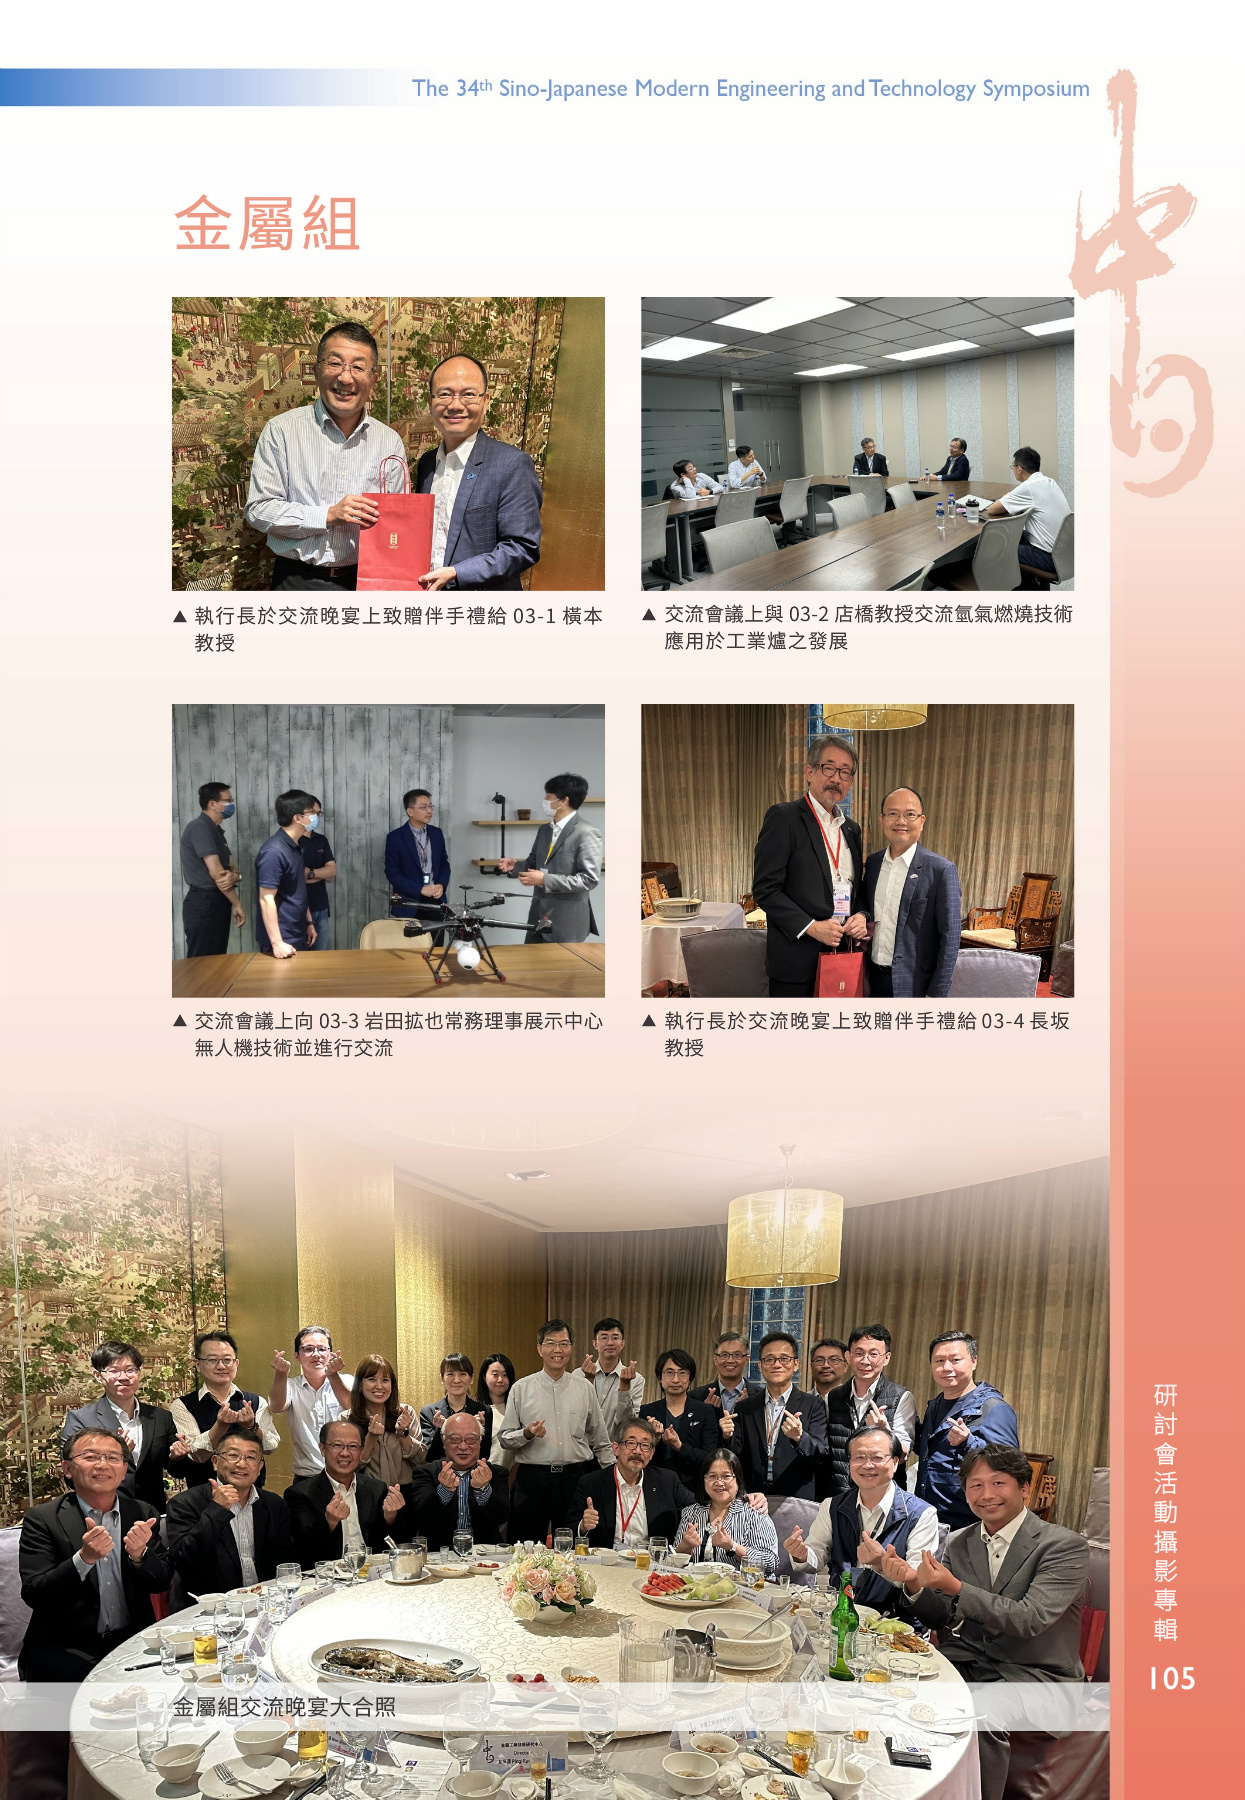 The 34th Sino-Japanese Modern Engineering and Technology Symposium
中日
金屬組
▲ 執行長於交流晚宴上致贈伴手禮給 03-1 橫本
教授
▲ 交流會議上與 03-2 店橋教授交流氫氣燃燒技術
應用於工業爐之發展
▲ 交流會議上向 03-3 岩田拡也常務理事展示中心
無人機技術並進行交流
▲ 執行長於交流晚宴上致贈伴手禮給 03-4 長坂
教授
金屬組交流晚宴大合照
研討會活動攝影專輯
105